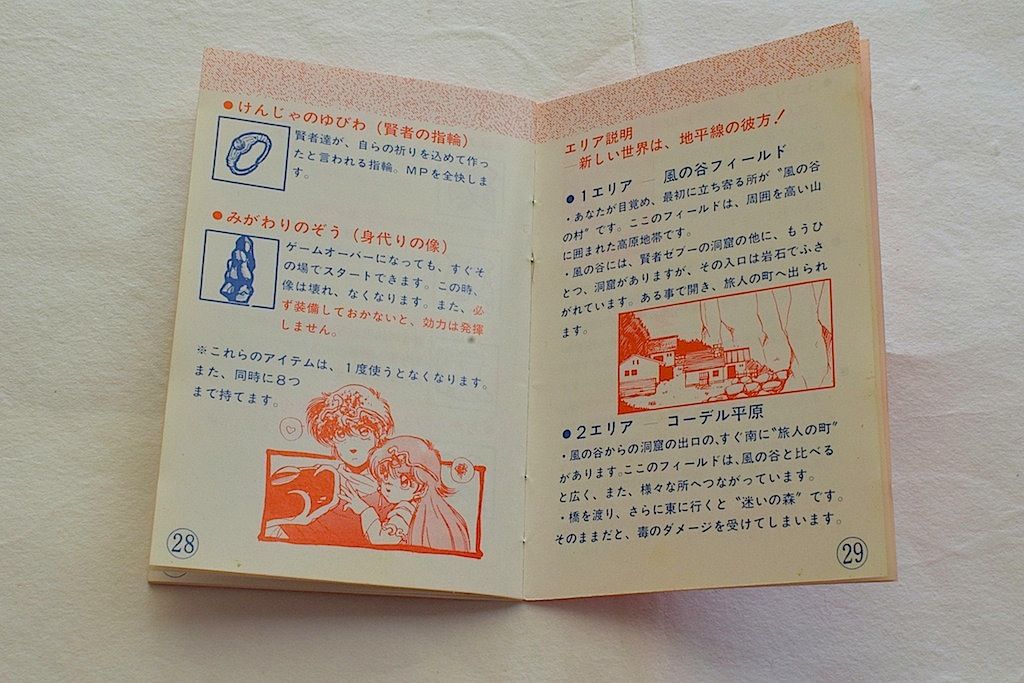 ●けんじゃのゆびわ（賢者の指輪）
賢者達が、自らの祈りを込めて作っ
たと言われる指輪。MPを全快しま
す。
●みがわりのぞう（身代りの像）
ゲームオーバーになっても、すぐそ
の場でスタートできます。この時、
像は壊れ、なくなります。また、必
ず装備しておかないと、効力は発揮
しません。
※これらのアイテムは、1度使うとなくなります。
また、同時に8つ
まで持てます。
28
エリア説明
─新しい世界は、地平線の彼方！
●1エリア ─ 風の谷フィールド
・あなたが目覚め、最初に立ち寄る所が〝風の谷
の村〟です。ここのフィールドは、周囲を高い山
に囲まれた高原地帯です。
・風の谷には、賢者ゼブーの洞窟の他に、もうひ
とつ、洞窟がありますが、その入口は岩石でふさ
がれています。ある事で開き、旅人の町へ出られ
ます。
●2エリア ─ コーデル平原
・風の谷からの洞窟の出口の、すぐ南に〝旅人の町〟
があります。ここのフィールドは、風の谷と比べる
と広く、また、様々な所へつながっています。
・橋を渡り、さらに東に行くと〝迷いの森〟です。
そのままだと、毒のダメージを受けてしまいます。
29